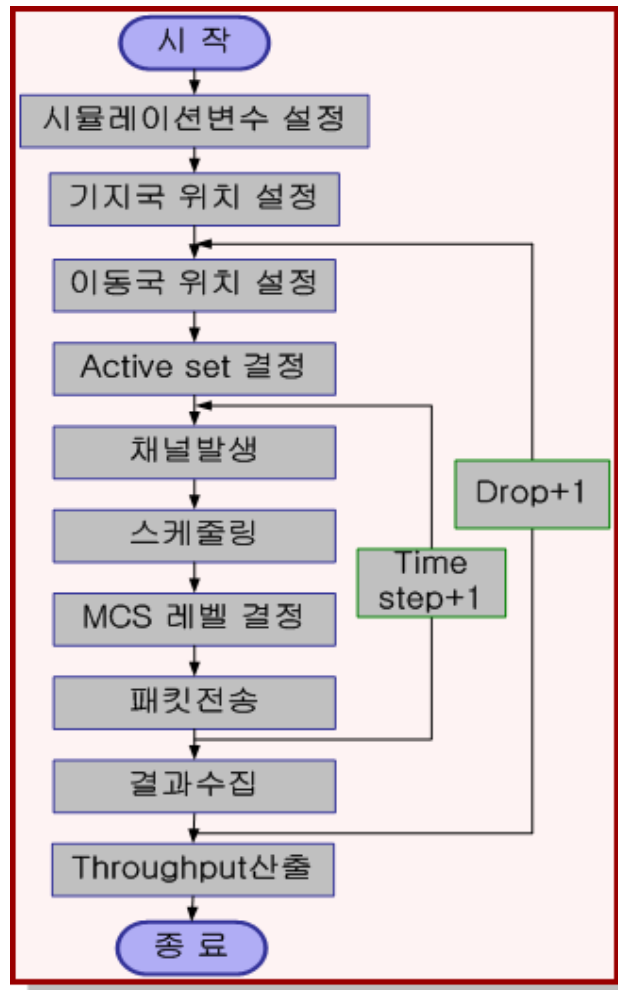 시 작
시뮬레이션변수 설정
기지국 위치 설정
이동국 위치 설정
Active set 결정
채널발생
스케줄링
MCS 레벨 결정
패킷전송
결과수집
Throughput산출
종 료
Time
step+1
Drop+1